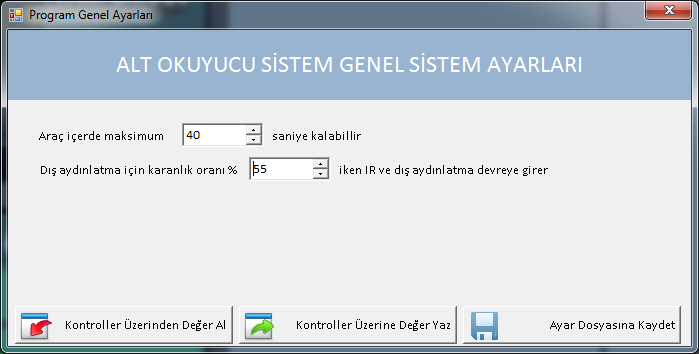 Program Genel Ayarları
ALT OKUYUCU SİSTEM GENEL SİSTEM AYARLARI
Araç içerde maksimum 40 saniye kalabillir
Dış aydınlatma için karanlık oranı % 55 iken IR ve dış aydınlatma devreye girer
Kontroller Üzerinden Değer Al Kontroller Üzerine Değer Yaz Ayar Dosyasına Kaydet